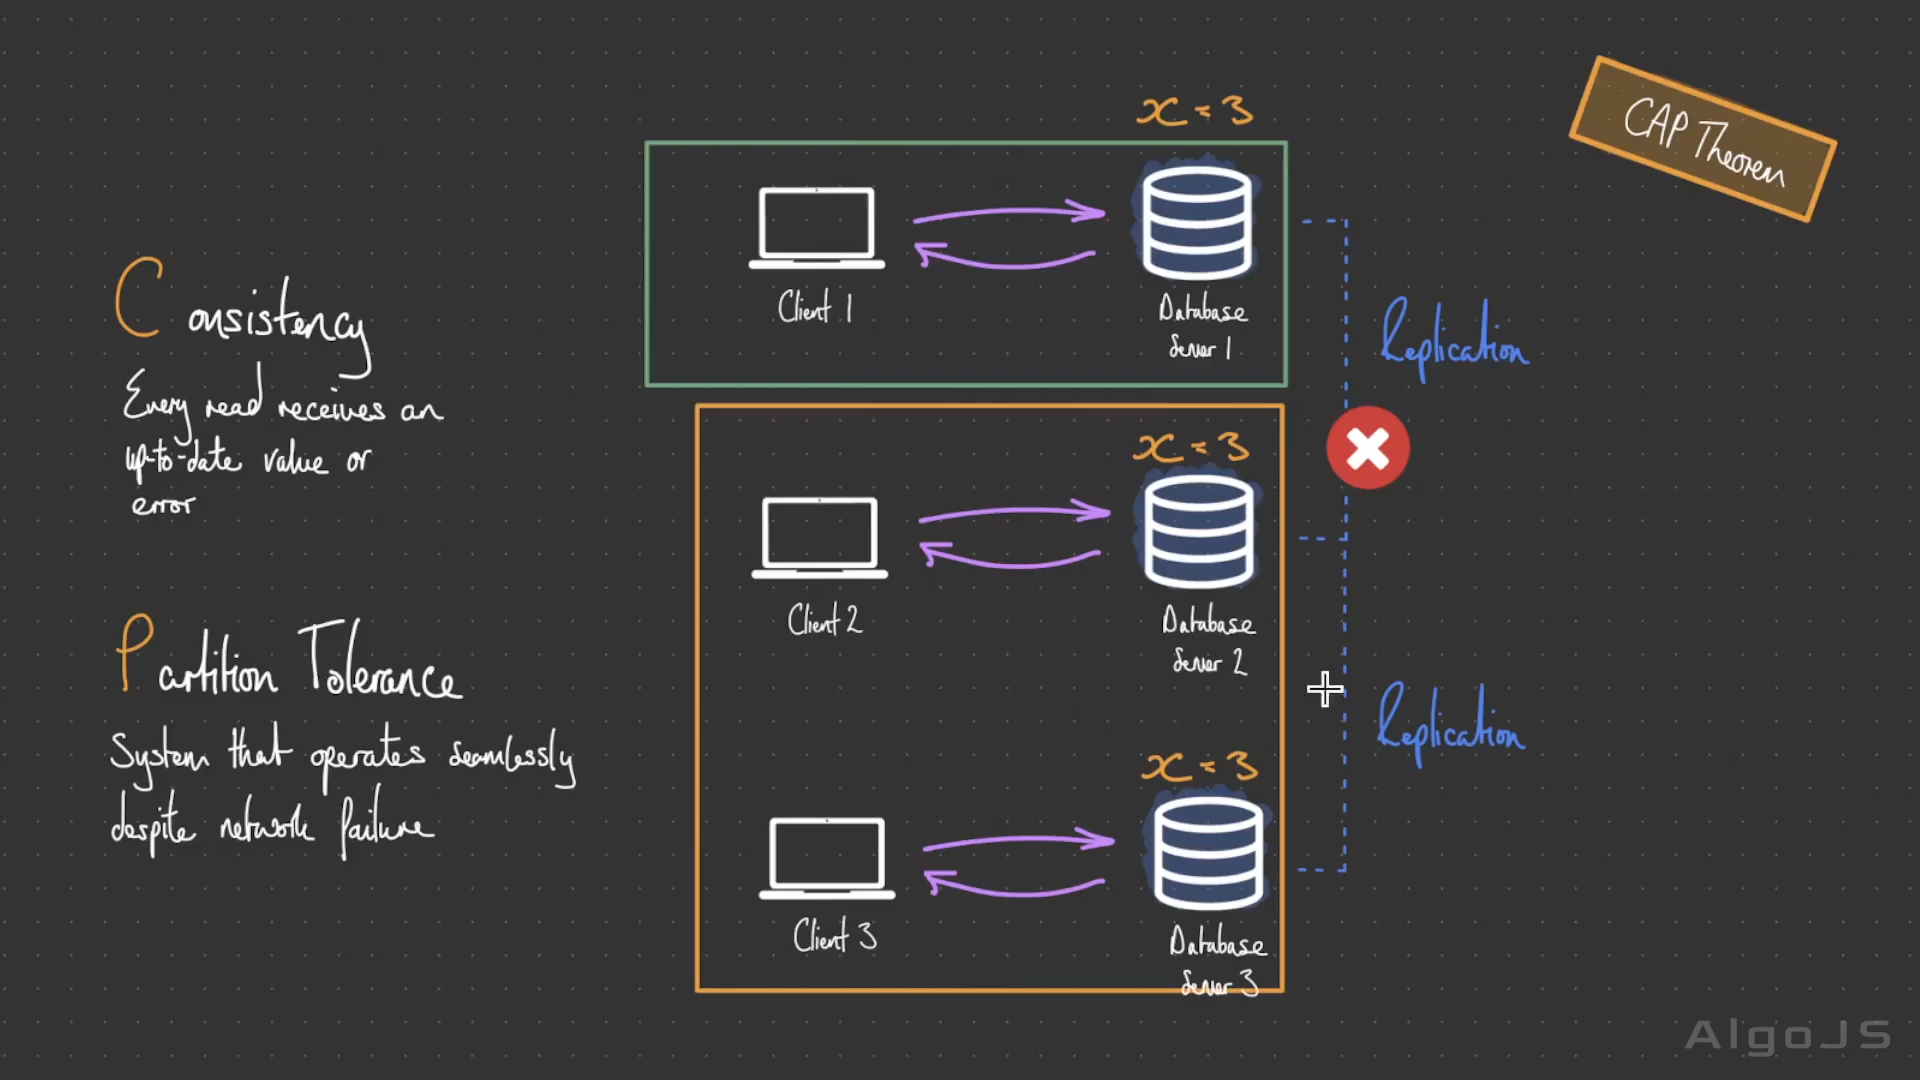 CAP Theorem
Consistency
Every read receives an
up-to-date value or
error
Partition Tolerance
System that operates seamlessly
despite network failure
x = 3
Client 1
Database
Server 1
Replication
x = 3
Client 2
Database
Server 2
Replication
x = 3
Client 3
Database
Server 3
AlgoJS